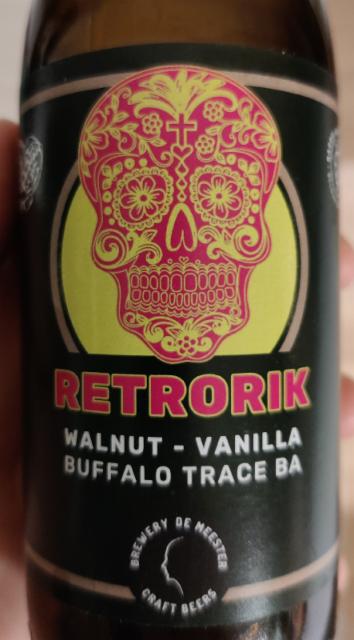 RETRORIK
WALNUT - VANILLA
BUFFALO TRACE BA
BREWERY DE MEESTER
CRAFT BEERS